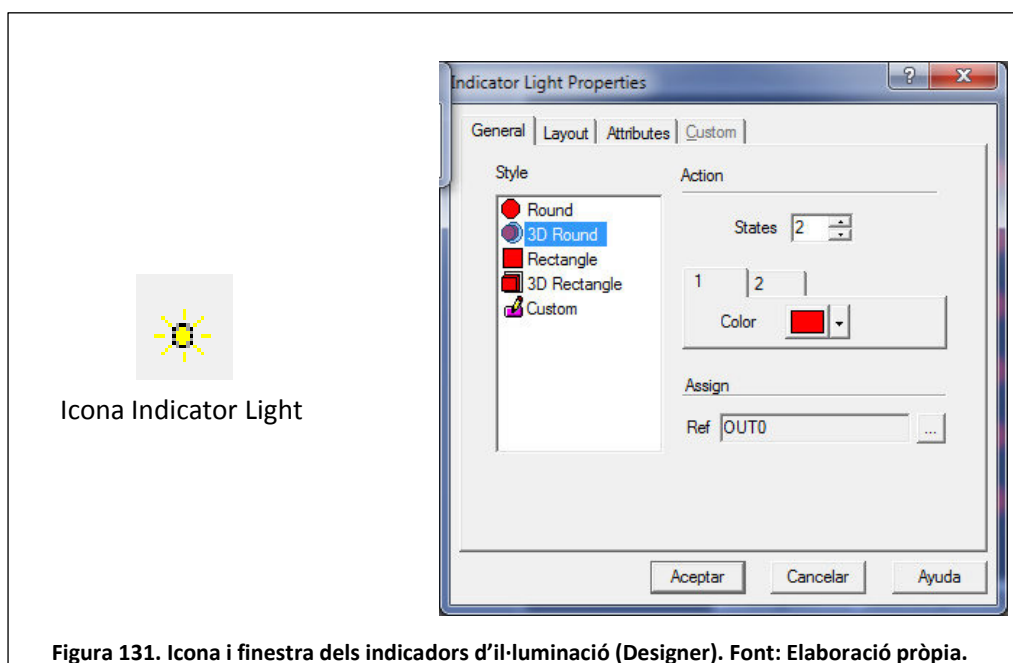 Indicator Light Properties
General Layout Attributes Custom
Style
Round
3D Round
Rectangle
3D Rectangle
Custom
Action
States 2
1 2
Color
Assign
Ref OUT0 ...
Aceptar Cancelar Ayuda
Icona Indicator Light
Figura 131. Icona i finestra dels indicadors d'il·luminació (Designer). Font: Elaboració pròpia.